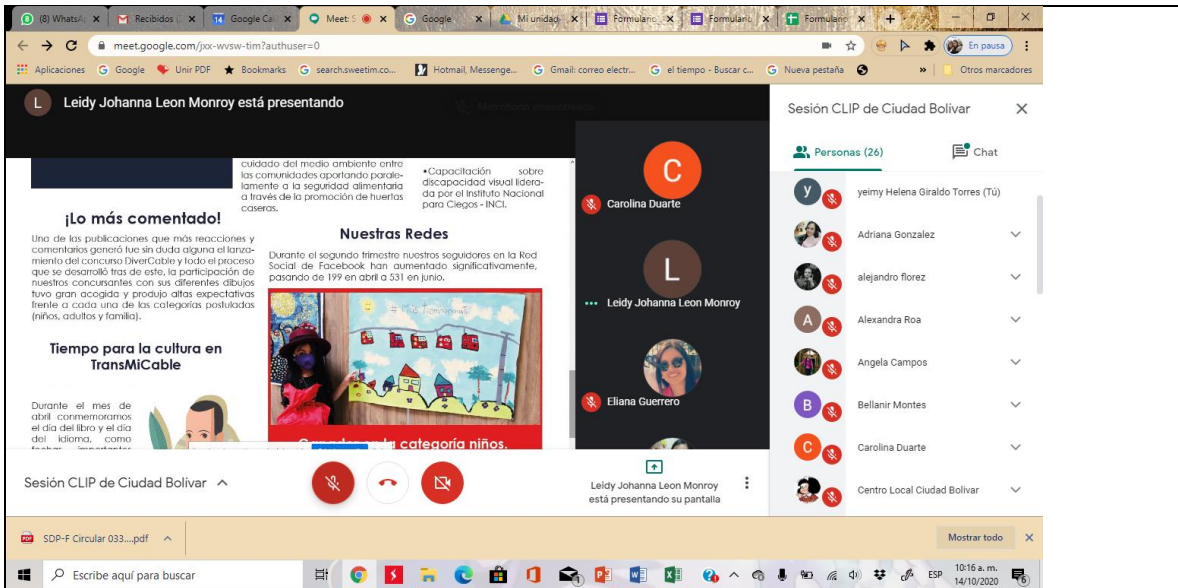 (8) WhatsA
Recibidos (
Google Ca
Meet: S
Google
Mi unidad
Formulario
Formulario
Formulario
meet.google.com/jxx-wvsw-tim?authuser=0
En pausa
Aplicaciones
Google
Unir PDF
Bookmarks
search.sweetim.co...
Hotmail, Messenge...
Gmail: correo electr...
el tiempo - Buscar c...
Nueva pestaña
»
Otros marcadores
L
Leidy Johanna Leon Monroy está presentando
cuidado del medio ambiente entre
las comunidades aportando parale-
lamente a la seguridad alimentaria
a través de la promoción de huertas
caseras.
•Capacitación sobre
discapacidad visual lidera-
da por el Instituto Nacional
para Ciegos - INCI.
¡Lo más comentado!
Una de las publicaciones que más reacciones y
comentarios generó fue sin duda alguna el lanza-
miento del concurso DiverCable y todo el proceso
que se desarrolló tras de este, la participación de
nuestros concursantes con sus diferentes dibujos
tuvo gran acogida y produjo altas expectativas
frente a cada una de las categorías postuladas
(niños, adultos y familia).
Tiempo para la cultura en
TransMiCable
Durante el mes de
abril conmemoramos
el día del libro y el día
del idioma, como
fechas importantes
Nuestras Redes
Durante el segundo trimestre nuestros seguidores en la Red
Social de Facebook han aumentado significativamente,
pasando de 199 en abril a 531 en junio.
categoría niños.
C
Carolina Duarte
L
Leidy Johanna Leon Monroy
Eliana Guerrero
Sesión CLIP de Ciudad Bolivar
Personas (26)
Chat
y
yeimy Helena Giraldo Torres (Tú)
Adriana Gonzalez
alejandro florez
A
Alexandra Roa
Angela Campos
B
Bellanir Montes
C
Carolina Duarte
Centro Local Ciudad Bolivar
Sesión CLIP de Ciudad Bolivar
Leidy Johanna Leon Monroy
está presentando su pantalla
SDP-F Circular 033....pdf
Mostrar todo
Escribe aquí para buscar
ESP
10:16 a. m.
14/10/2020